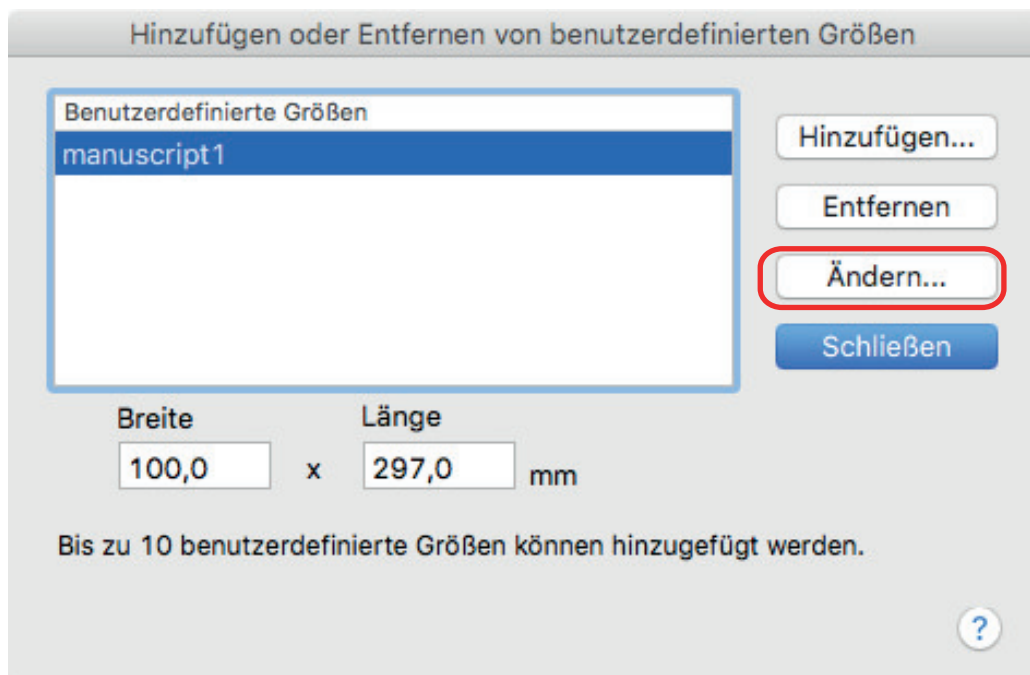 Hinzufügen oder Entfernen von benutzerdefinierten Größen
Benutzerdefinierte Größen
manuscript1
Hinzufügen...
Entfernen
Ändern...
Schließen
Breite Länge
100,0 x 297,0 mm
Bis zu 10 benutzerdefinierte Größen können hinzugefügt werden.
?